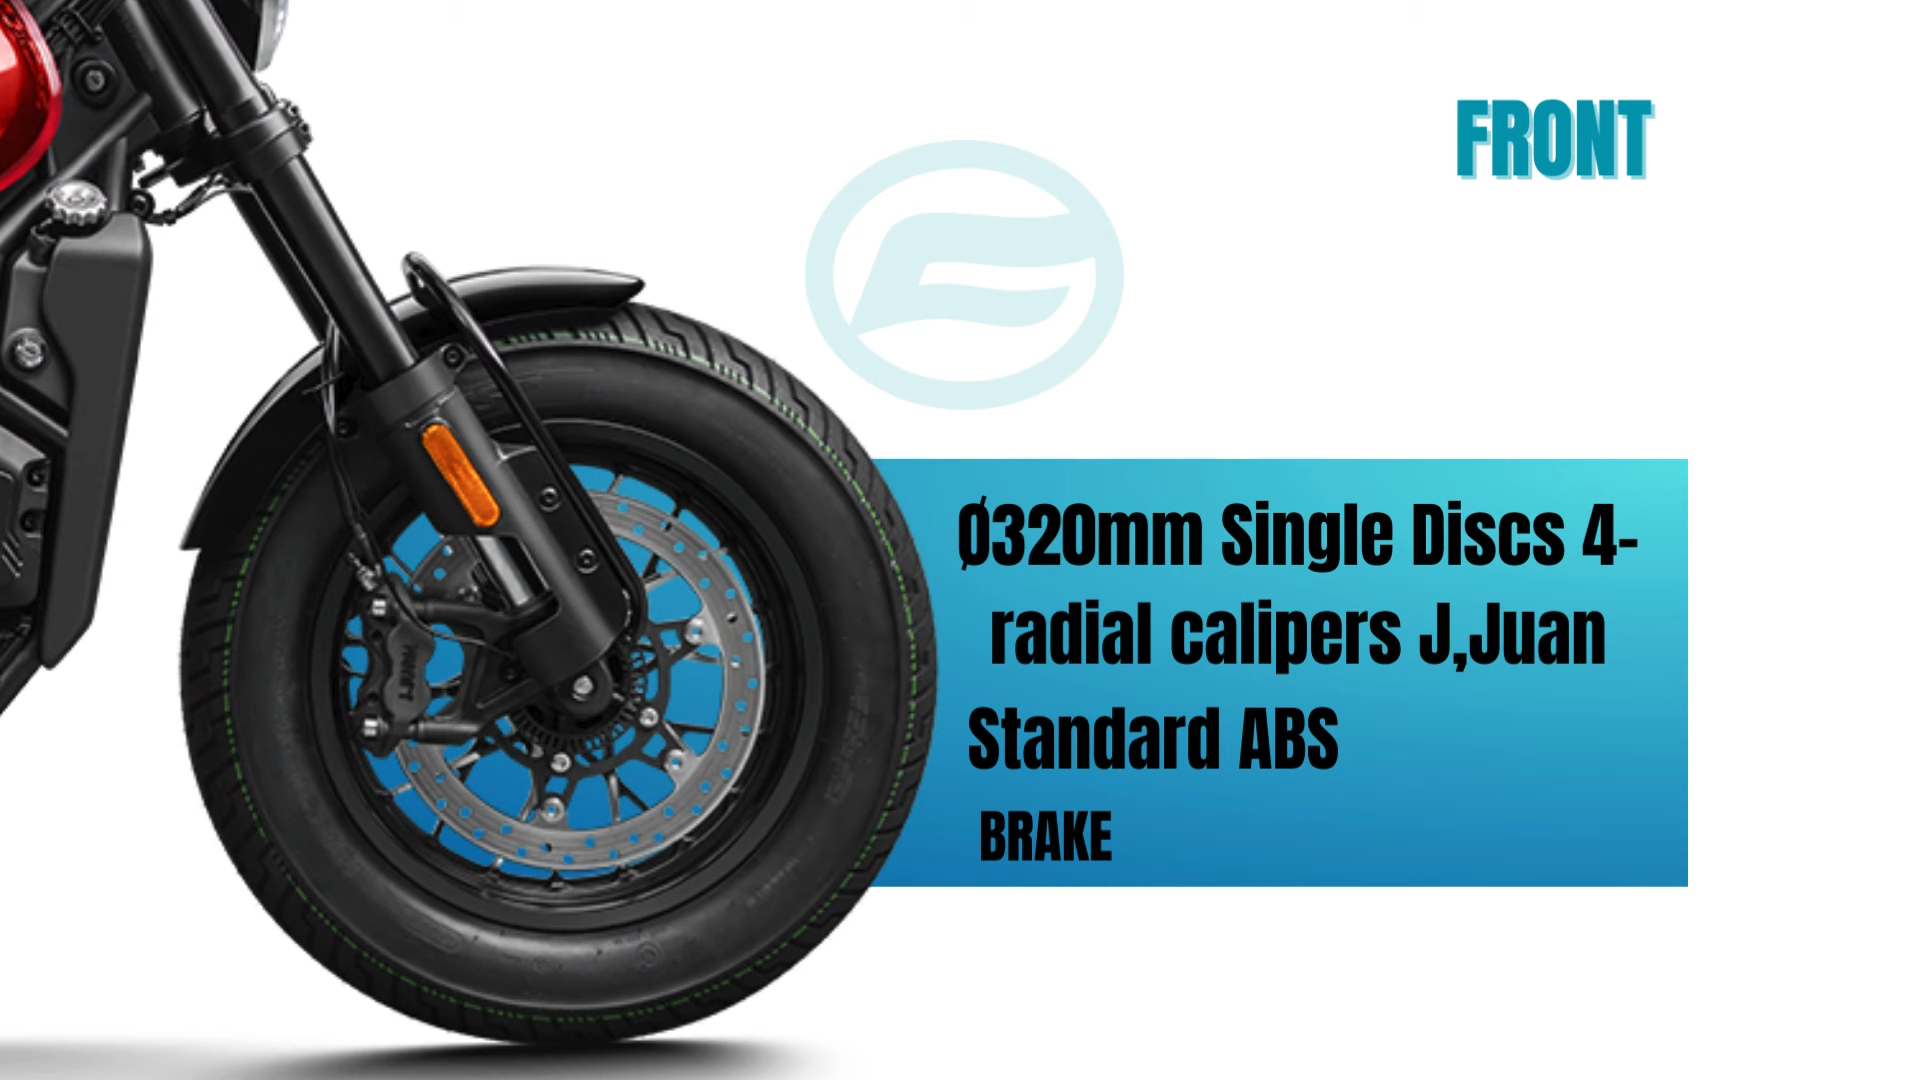 FRONT
Ø320mm Single Discs 4-
radial calipers J,Juan
Standard ABS
BRAKE